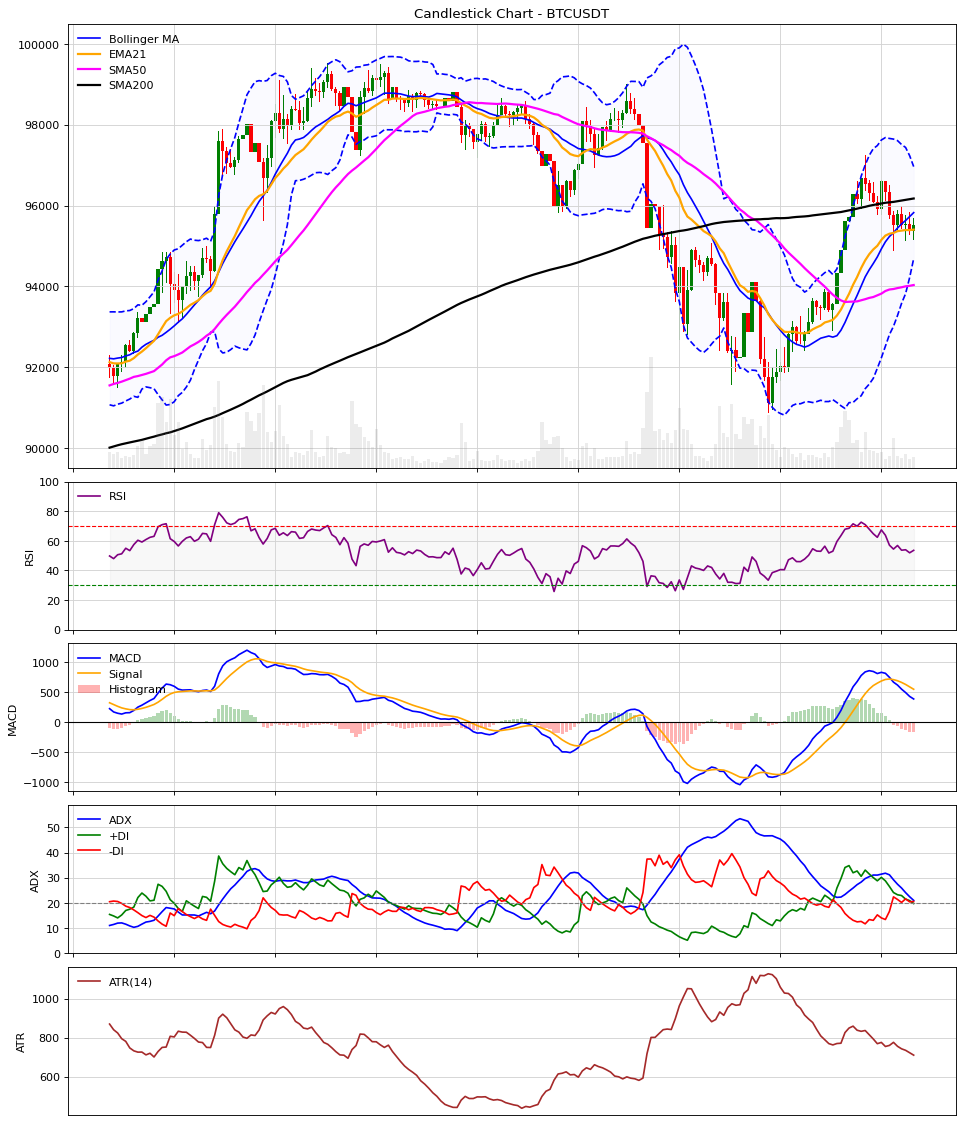 Candlestick Chart - BTCUSDT
Bollinger MA
EMA21
SMA50
SMA200
100000
98000
96000
94000
92000
90000
RSI
100
80
60
40
20
0
RSI
MACD
Signal
Histogram
1000
500
0
−500
−1000
MACD
ADX
+DI
-DI
50
40
30
20
10
0
ADX
ATR(14)
1000
800
600
ATR